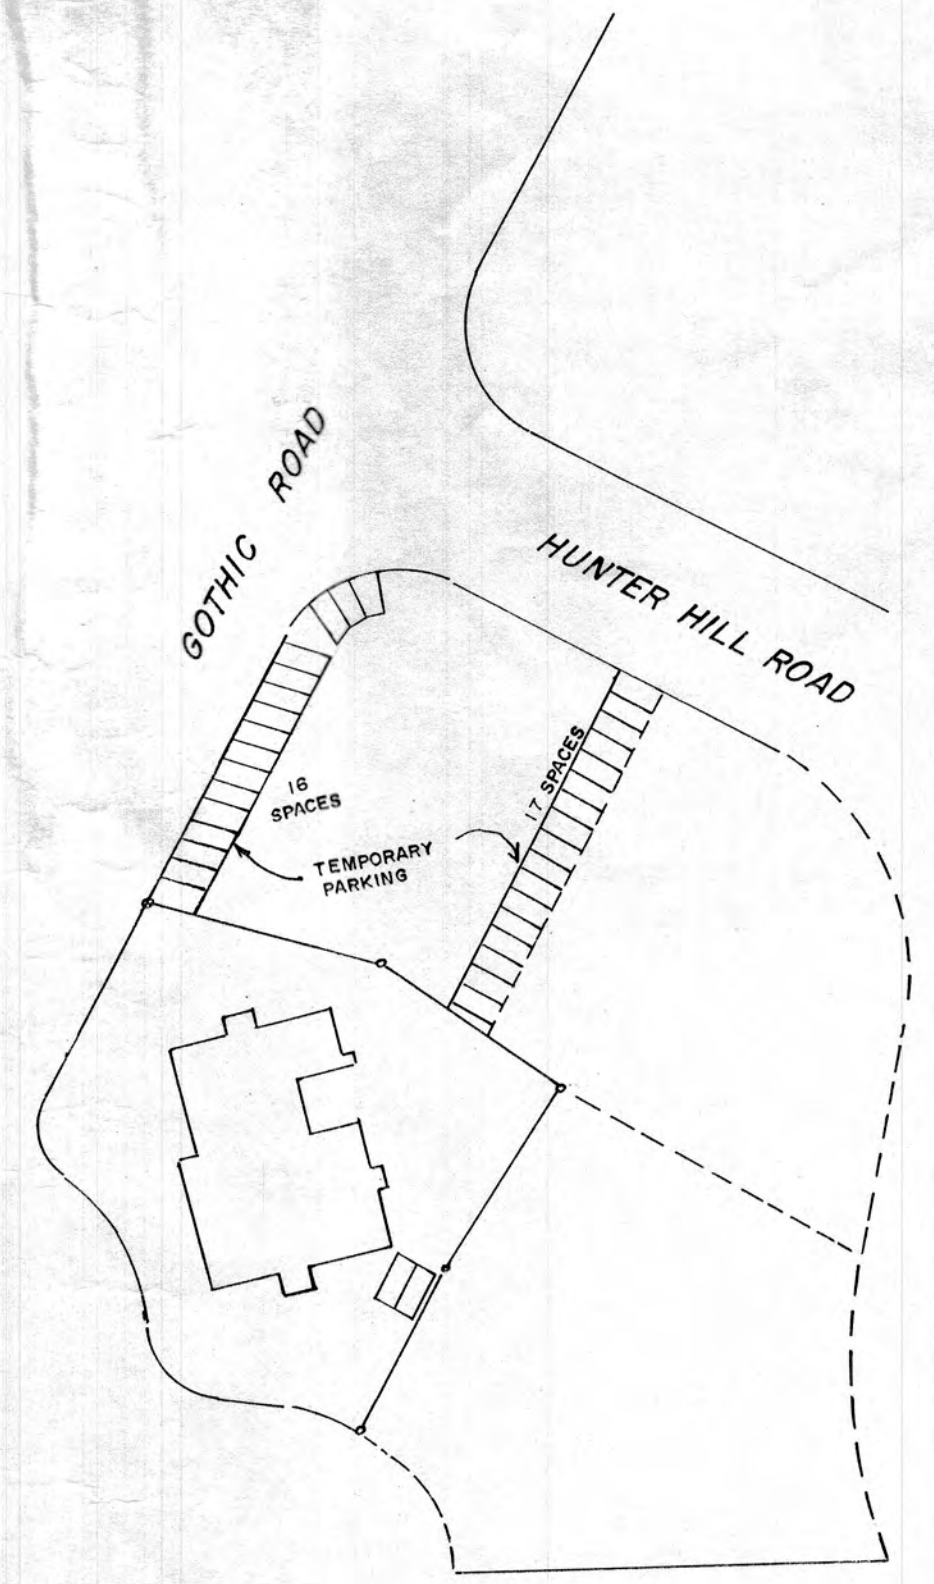 GOTHIC ROAD
HUNTER HILL ROAD
16
SPACES
17 SPACES
TEMPORARY
PARKING